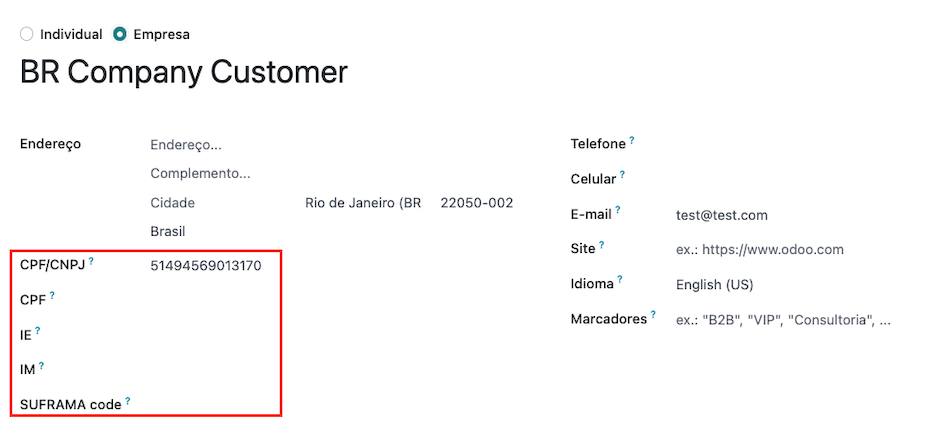 Individual Empresa
BR Company Customer
Endereço Endereço...
Complemento...
Cidade Rio de Janeiro (BR 22050-002
Brasil
CPF/CNPJ ? 51494569013170
CPF ?
IE ?
IM ?
SUFRAMA code ?
Telefone ?
Celular ?
E-mail ? test@test.com
Site ? ex.: https://www.odoo.com
Idioma ? English (US)
Marcadores ? ex.: "B2B", "VIP", "Consultoria", ...